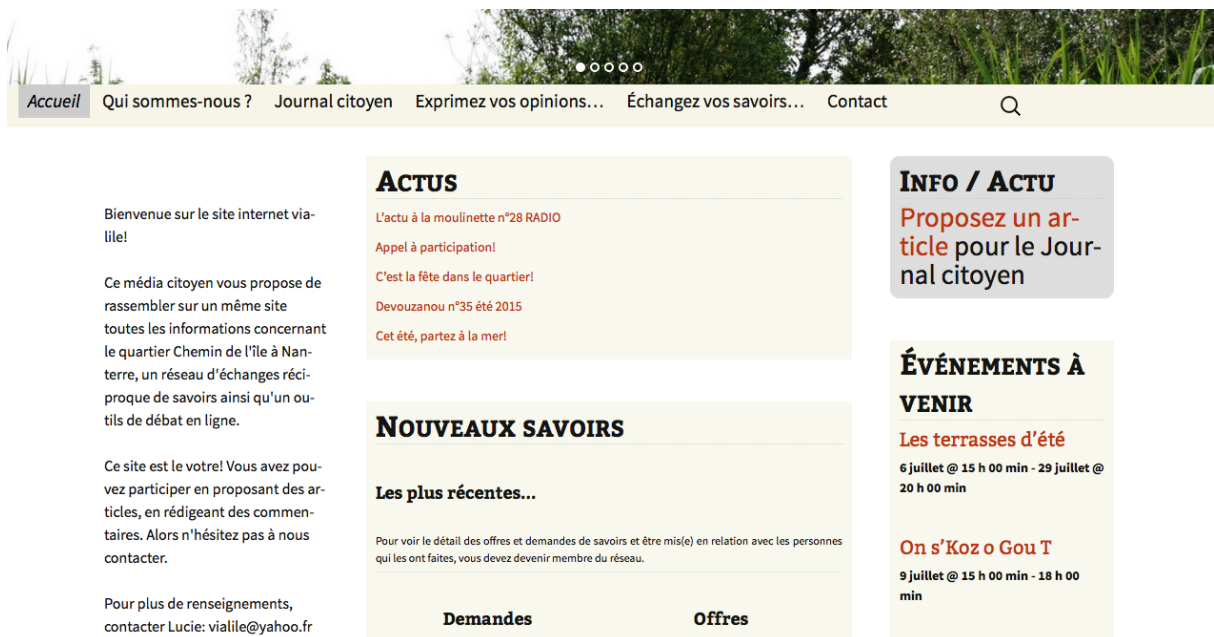 Accueil Qui sommes-nous ? Journal citoyen Exprimez vos opinions... Échangez vos savoirs... Contact
Bienvenue sur le site internet via-
lile!
Ce média citoyen vous propose de
rassembler sur un même site
toutes les informations concernant
le quartier Chemin de l'île à Nan-
terre, un réseau d'échanges réci-
proque de savoirs ainsi qu'un ou-
tils de débat en ligne.
Ce site est le votre! Vous avez pou-
vez participer en proposant des ar-
ticles, en rédigeant des commen-
taires. Alors n'hésitez pas à nous
contacter.
Pour plus de renseignements,
contacter Lucie: vialile@yahoo.fr
Actus
L'actu à la moulinette n°28 RADIO
Appel à participation!
C'est la fête dans le quartier!
Devouzanou n°35 été 2015
Cet été, partez à la mer!
Nouveaux savoirs
Les plus récentes...
Pour voir le détail des offres et demandes de savoirs et être mis(e) en relation avec les personnes
qui les ont faites, vous devez devenir membre du réseau.
Demandes Offres
Info / Actu
Proposez un ar-
ticle pour le Jour-
nal citoyen
Événements à
venir
Les terrasses d'été
6 juillet @ 15 h 00 min - 29 juillet @
20 h 00 min
On s'Koz o Gou T
9 juillet @ 15 h 00 min - 18 h 00
min